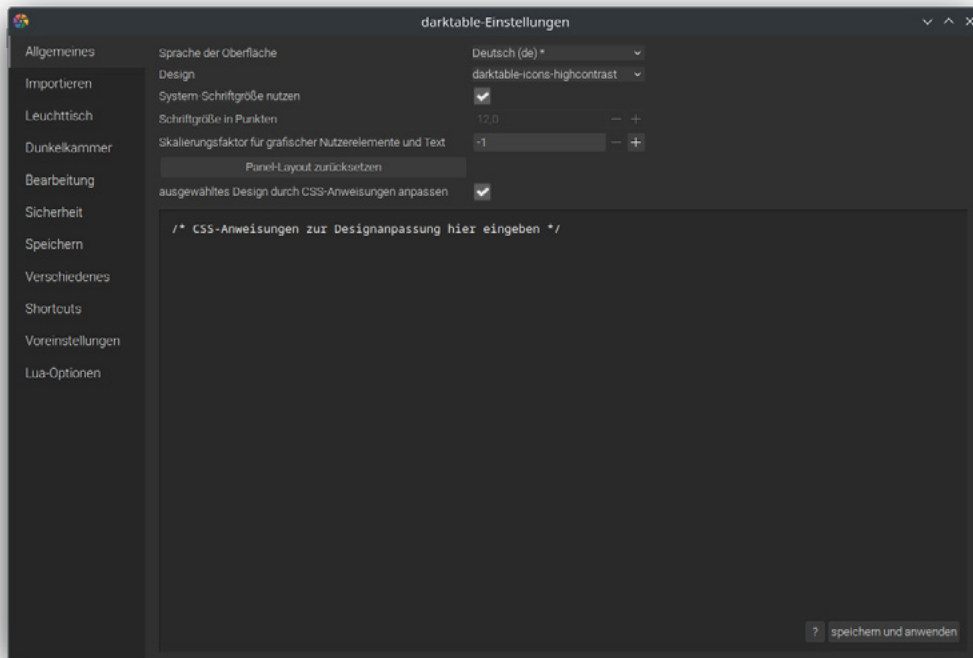 darktable-Einstellungen
Allgemeines
Importieren
Leuchttisch
Dunkelkammer
Bearbeitung
Sicherheit
Speichern
Verschiedenes
Shortcuts
Voreinstellungen
Lua-Optionen
Sprache der Oberfläche Deutsch (de) *
Design darktable-icons-highcontrast
System-Schriftgröße nutzen
Schriftgröße in Punkten 12,0 — +
Skalierungsfaktor für grafischer Nutzerelemente und Text -1 — +
Panel-Layout zurücksetzen
ausgewähltes Design durch CSS-Anweisungen anpassen
/* CSS-Anweisungen zur Designanpassung hier eingeben */
? speichern und anwenden